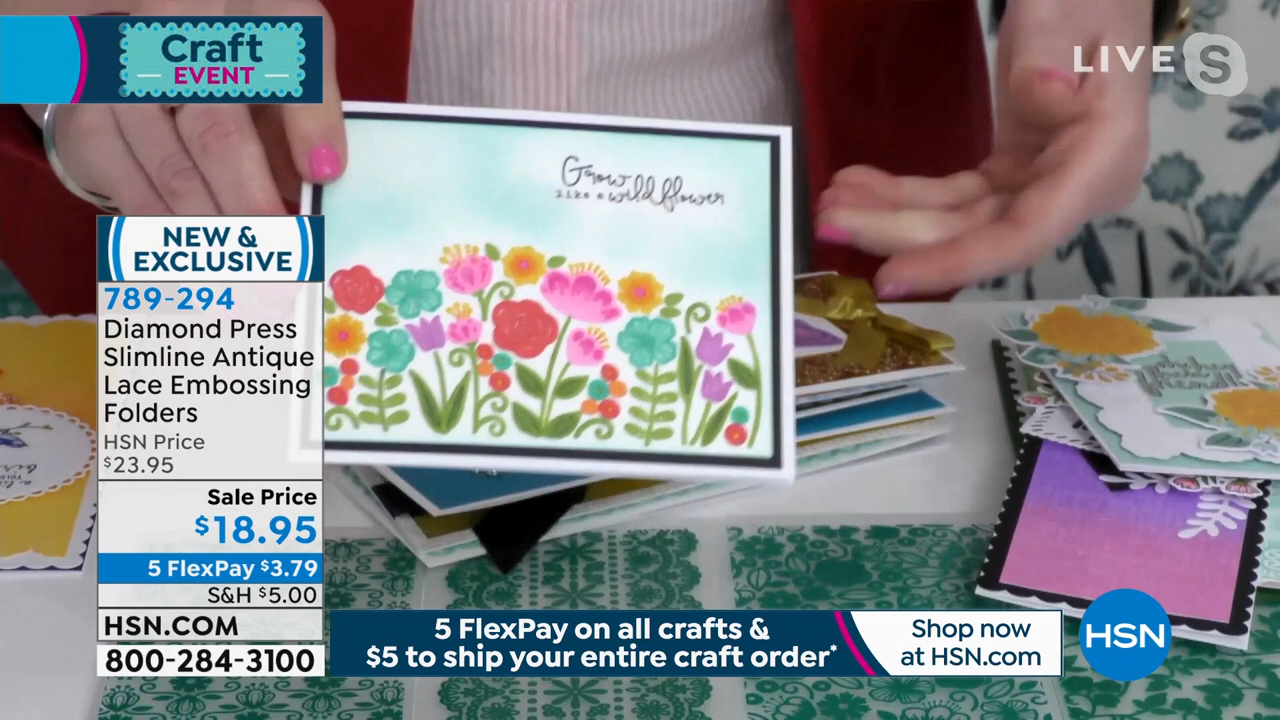 Craft
EVENT
LIVE S
Grow
like a wildflower
NEW &
EXCLUSIVE
789-294
Diamond Press
Slimline Antique
Lace Embossing
Folders
HSN Price
$23.95
Sale Price
$18.95
5 FlexPay $3.79
S&H $5.00
HSN.COM
800-284-3100
5 FlexPay on all crafts &
$5 to ship your entire craft order*
Shop now
at HSN.com
HSN